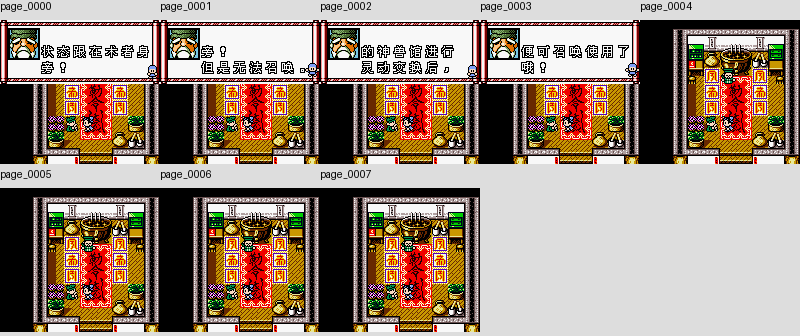 page_0000
page_0001
page_0002
page_0003
page_0004
状态跟在术者身
旁！
旁！
但是无法召唤…
的神兽馆进行
灵动变换后，
便可召唤使用了
哦！
page_0005
page_0006
page_0007